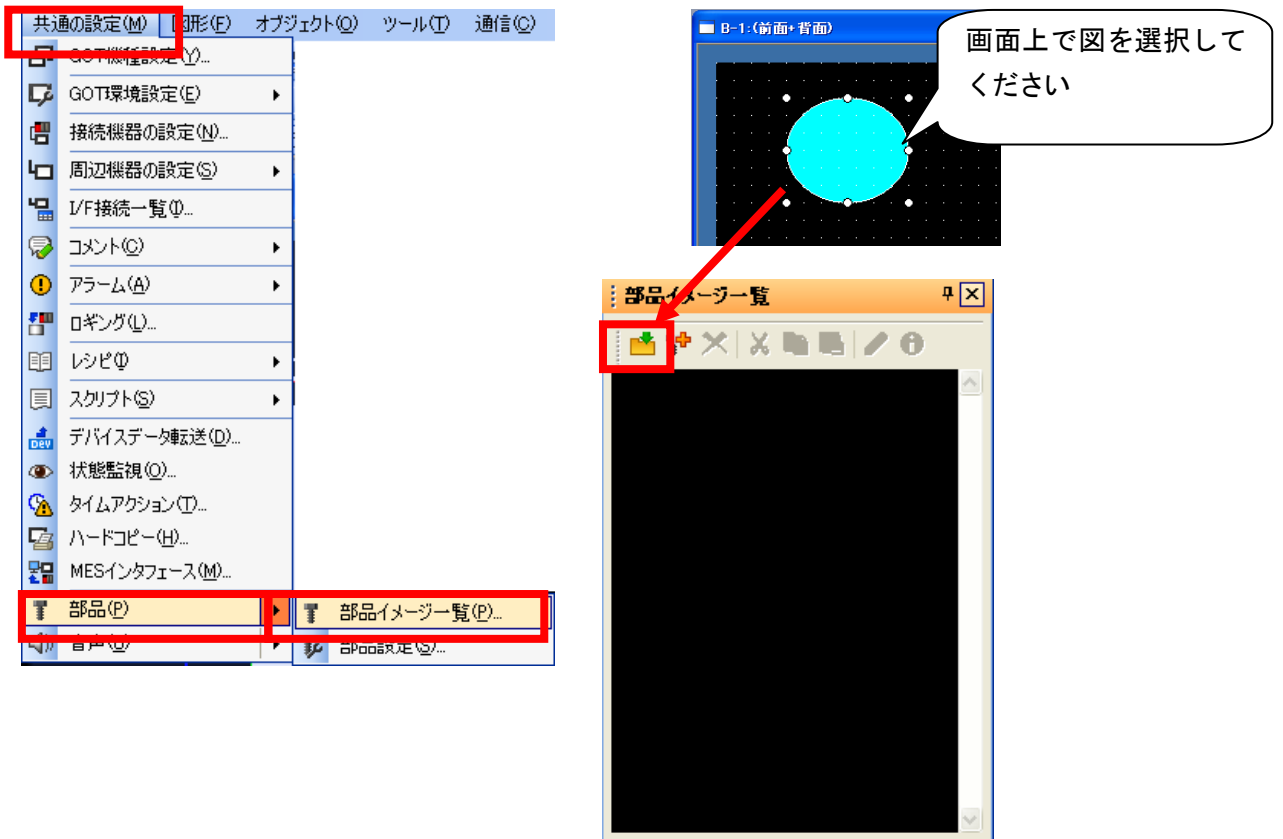 共通の設定(M) 図形(F) オブジェクト(O) ツール(T) 通信(C)
GOT機種設定(Y)...
GOT環境設定(E)
接続機器の設定(N)...
周辺機器の設定(S)
I/F接続一覧(I)...
コメント(C)
アラーム(A)
ロギング(L)...
レシピ(I)
スクリプト(S)
デバイスデータ転送(D)...
状態監視(O)...
タイムアクション(T)...
ハードコピー(H)...
MESインタフェース(M)...
部品(P)
音声(U)
部品イメージ一覧(P)...
部品設定(S)...
B-1:(前面+背面)
画面上で図を選択して
ください
部品イメージ一覧
Dev